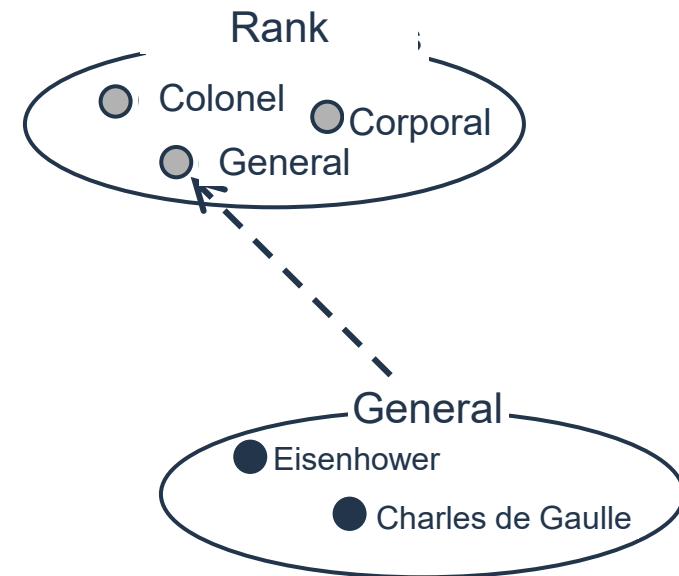 Rank
Colonel
Corporal
General
General
Eisenhower
Charles de Gaulle